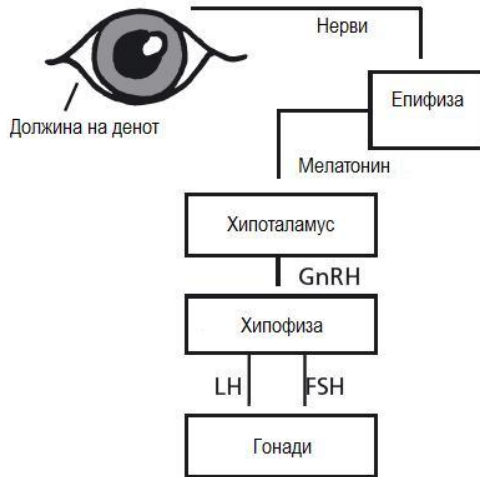 Нерви
Епифиза
Должина на денот
Мелатонин
Хипоталамус
GnRH
Хипофиза
LH FSH
Гонади